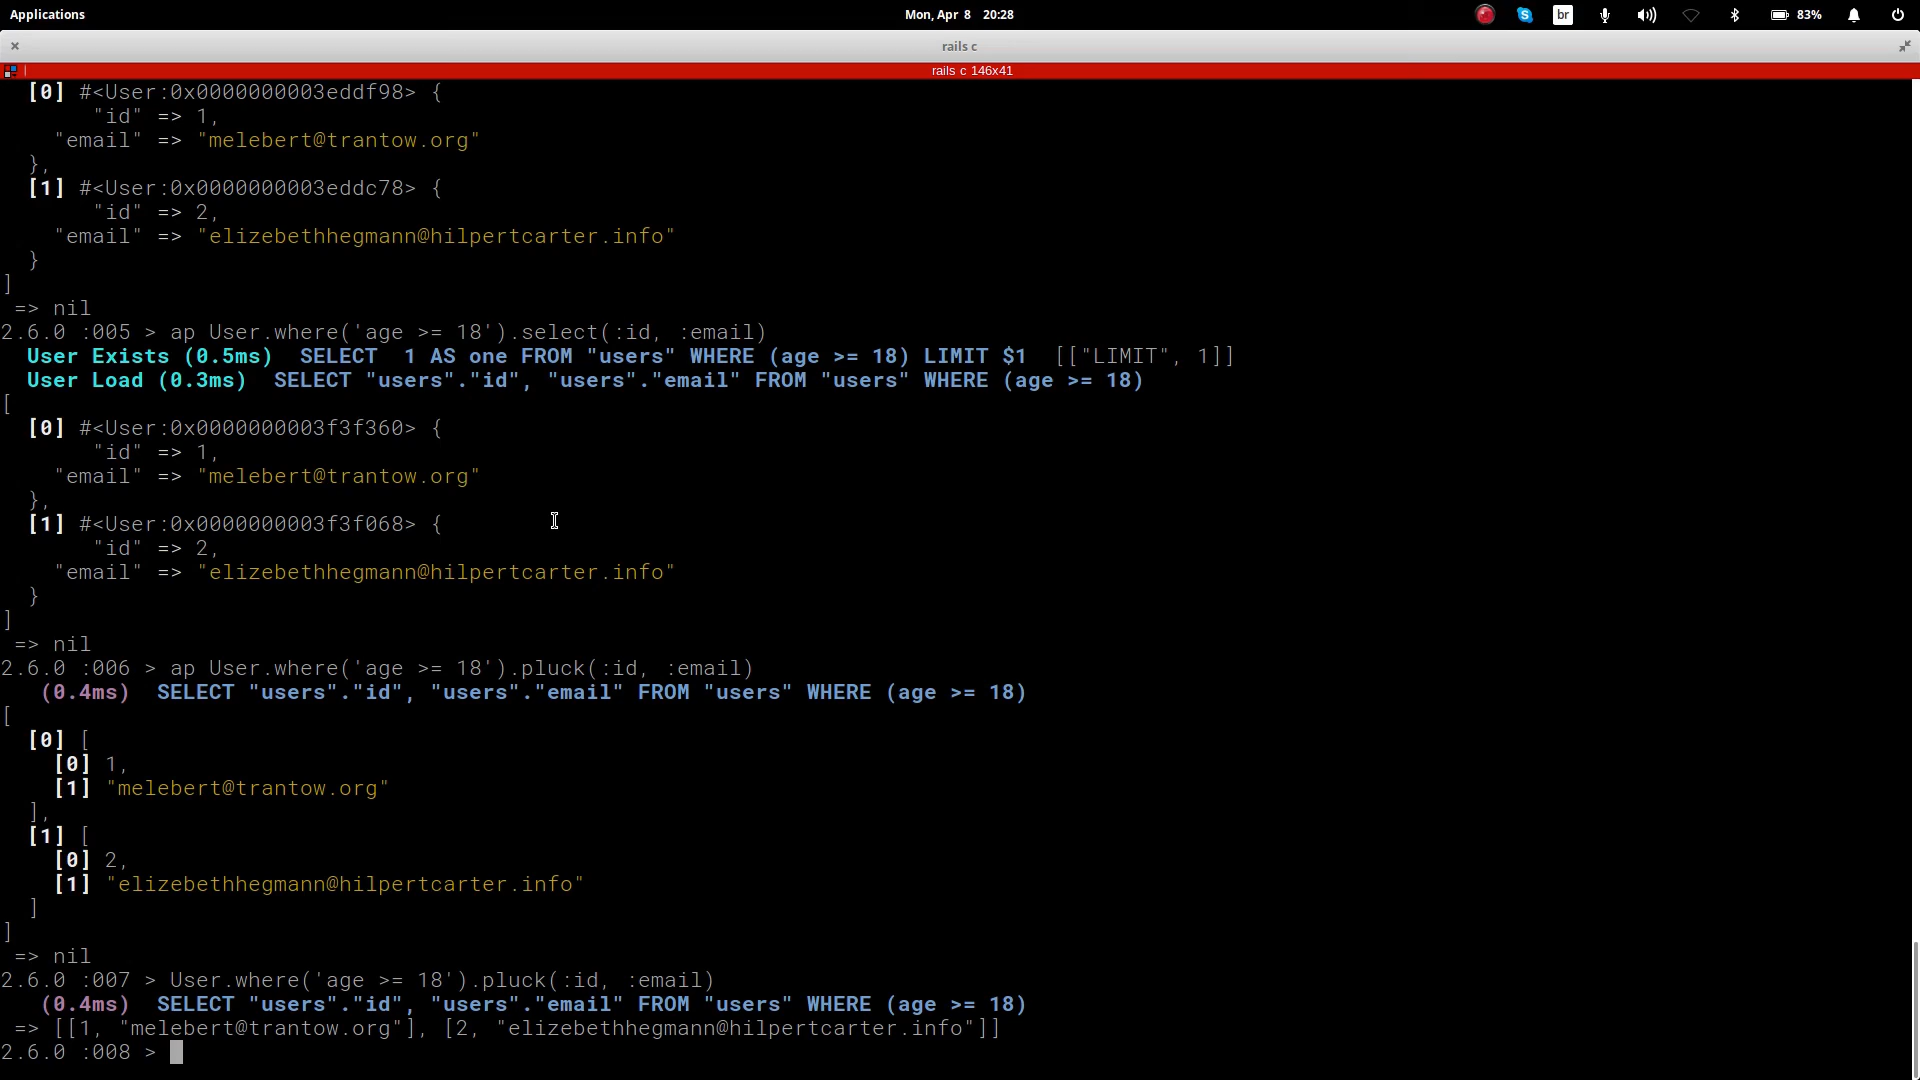 Applications
Mon, Apr 8 20:28
br
83%
rails c
rails c 146x41
[0] #<User:0x0000000003eddf98> {
"id" => 1,
"email" => "melebert@trantow.org"
},
[1] #<User:0x0000000003eddc78> {
"id" => 2,
"email" => "elizebethhegmann@hilpertcarter.info"
}
]
=> nil
2.6.0 :005 > ap User.where('age >= 18').select(:id, :email)
User Exists (0.5ms)  SELECT  1 AS one FROM "users" WHERE (age >= 18) LIMIT $1  [["LIMIT", 1]]
User Load (0.3ms)  SELECT "users"."id", "users"."email" FROM "users" WHERE (age >= 18)
[
[0] #<User:0x0000000003f3f360> {
"id" => 1,
"email" => "melebert@trantow.org"
},
[1] #<User:0x0000000003f3f068> {
"id" => 2,
"email" => "elizebethhegmann@hilpertcarter.info"
}
]
=> nil
2.6.0 :006 > ap User.where('age >= 18').pluck(:id, :email)
(0.4ms)  SELECT "users"."id", "users"."email" FROM "users" WHERE (age >= 18)
[
[0] [
[0] 1,
[1] "melebert@trantow.org"
],
[1] [
[0] 2,
[1] "elizebethhegmann@hilpertcarter.info"
]
]
=> nil
2.6.0 :007 > User.where('age >= 18').pluck(:id, :email)
(0.4ms)  SELECT "users"."id", "users"."email" FROM "users" WHERE (age >= 18)
=> [[1, "melebert@trantow.org"], [2, "elizebethhegmann@hilpertcarter.info"]]
2.6.0 :008 >